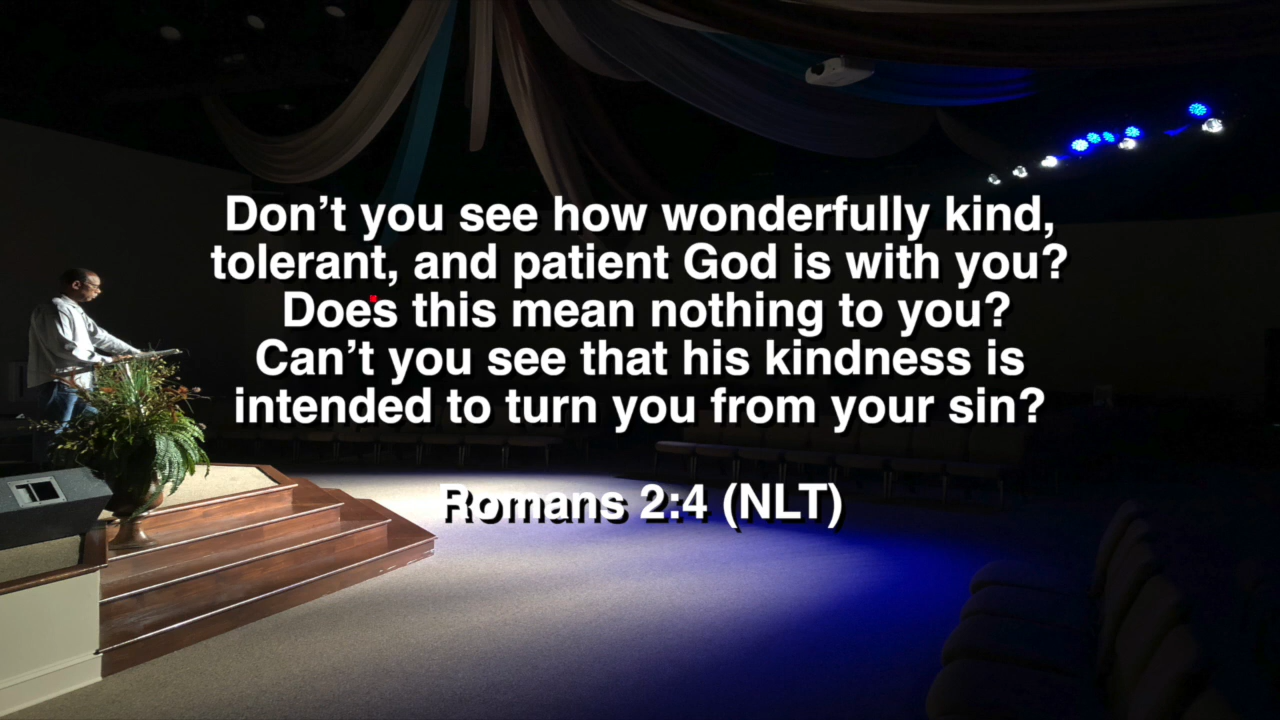 Don’t you see how wonderfully kind,
tolerant, and patient God is with you?
Does this mean nothing to you?
Can’t you see that his kindness is
intended to turn you from your sin?
Romans 2:4 (NLT)